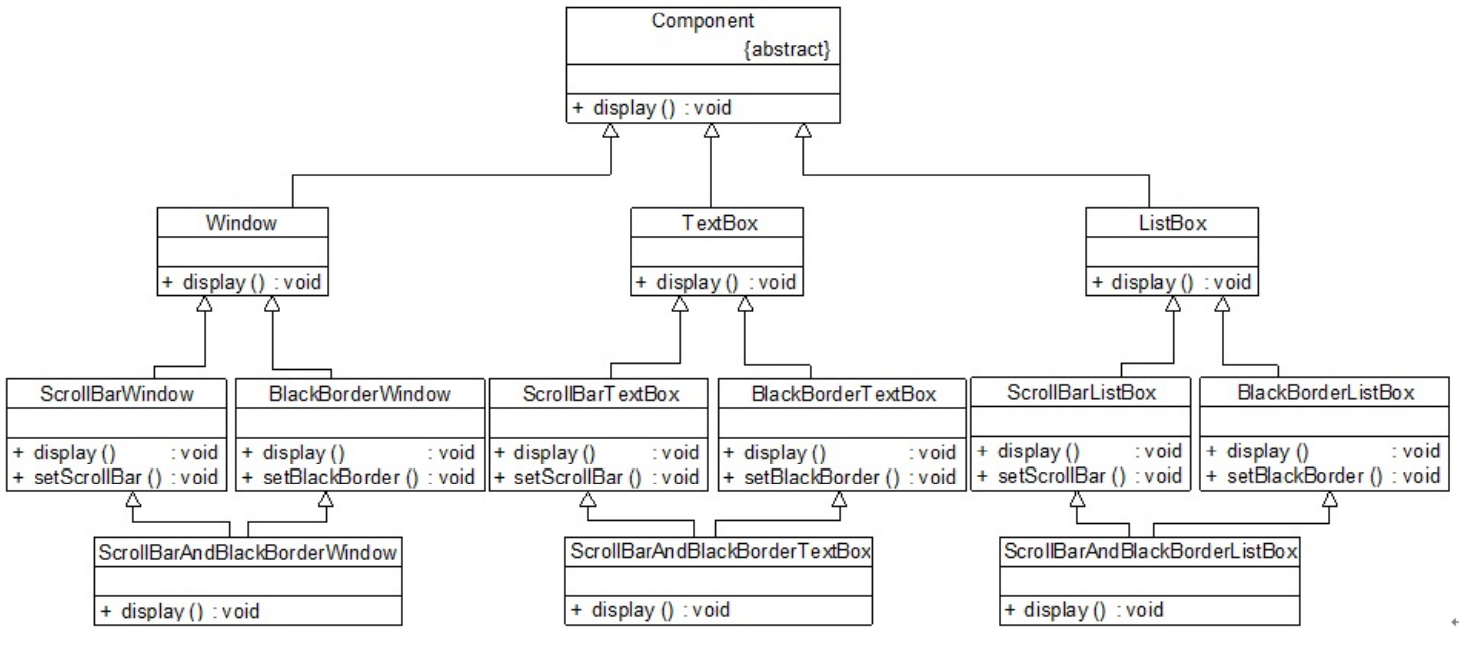 Component
{abstract}
+ display () : void
Window
+ display () : void
TextBox
+ display () : void
ListBox
+ display () : void
ScrollBarWindow
+ display () : void
+ setScrollBar () : void
BlackBorderWindow
+ display () : void
+ setBlackBorder () : void
ScrollBarTextBox
+ display () : void
+ setScrollBar () : void
BlackBorderTextBox
+ display () : void
+ setBlackBorder () : void
ScrollBarListBox
+ display () : void
+ setScrollBar () : void
BlackBorderListBox
+ display () : void
+ setBlackBorder () : void
ScrollBarAndBlackBorderWindow
+ display () : void
ScrollBarAndBlackBorderTextBox
+ display () : void
ScrollBarAndBlackBorderListBox
+ display () : void